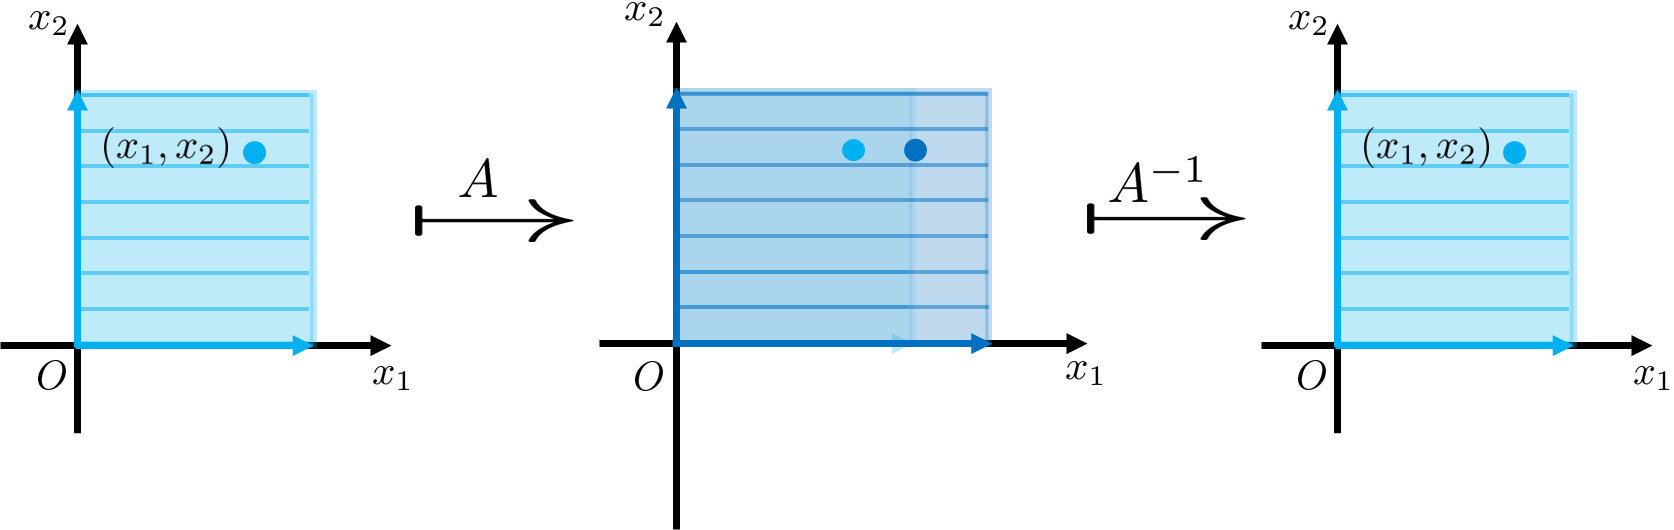 x₂
(x₁, x₂)
O
x₁
A
x₂
O
x₁
A⁻¹
x₂
(x₁, x₂)
O
x₁